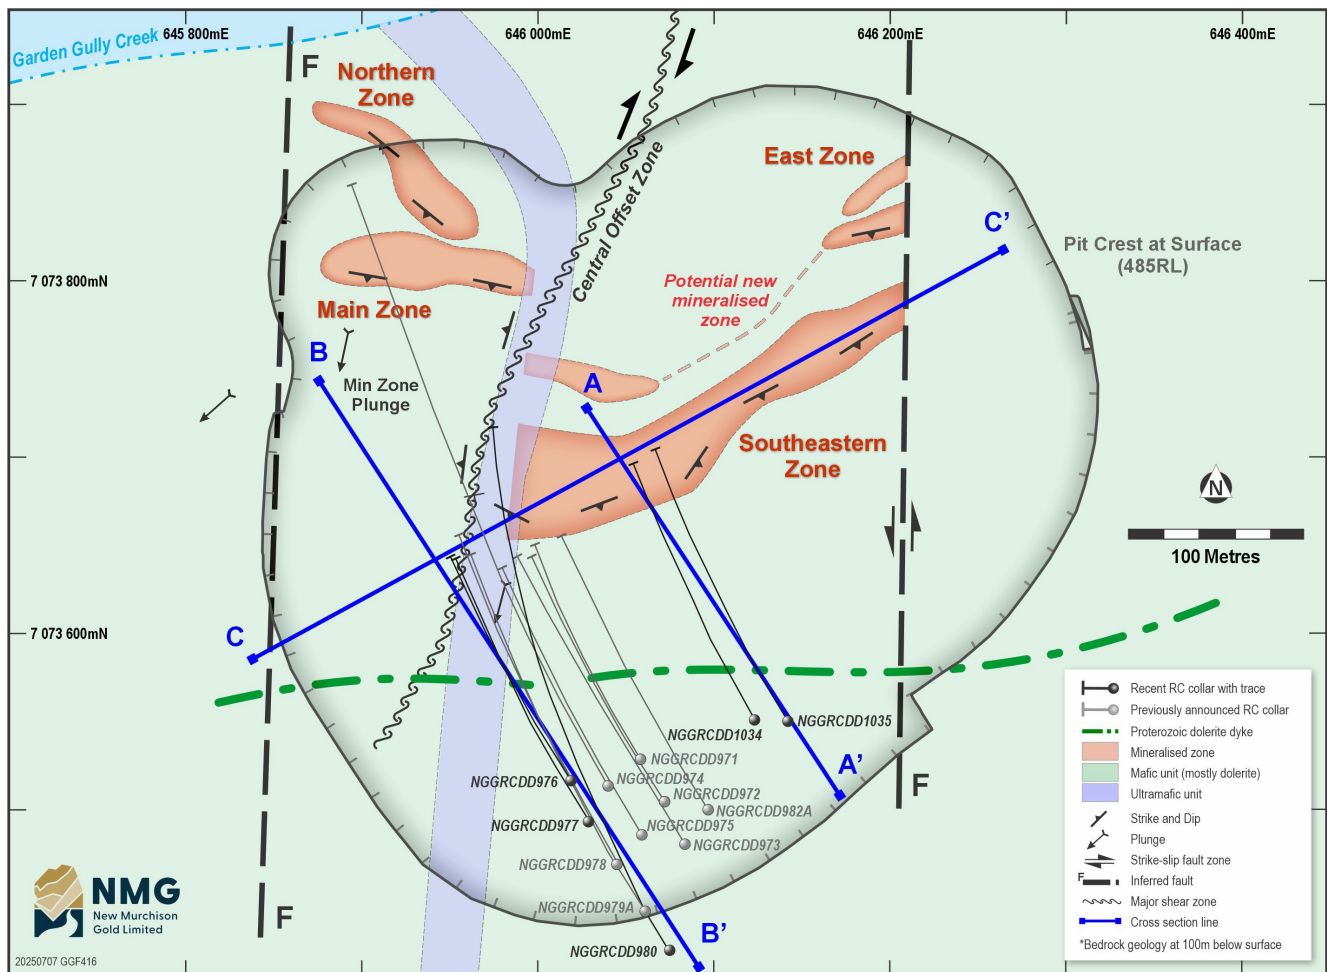 645 800mE
646 000mE
646 200mE
646 400mE
Garden Gully Creek
F
Northern
Zone
East Zone
Central Offset Zone
C’
Pit Crest at Surface
(485RL)
7 073 800mN
Main Zone
Potential new
mineralised
zone
B
A
Min Zone
Plunge
Southeastern
Zone
N
100 Metres
7 073 600mN
C
NGGRCDD1034
NGGRCDD1035
NGGRCDD971
NGGRCDD976
NGGRCDD974
NGGRCDD972
NGGRCDD982A
NGGRCDD977
NGGRCDD975
NGGRCDD973
NGGRCDD978
NGGRCDD979A
NGGRCDD980
A’
F
F
B’
Recent RC collar with trace
Previously announced RC collar
Proterozoic dolerite dyke
Mineralised zone
Mafic unit (mostly dolerite)
Ultramafic unit
Strike and Dip
Plunge
Strike-slip fault zone
F
Inferred fault
Major shear zone
Cross section line
*Bedrock geology at 100m below surface
NMG
New Murchison
Gold Limited
20250707 GGF416